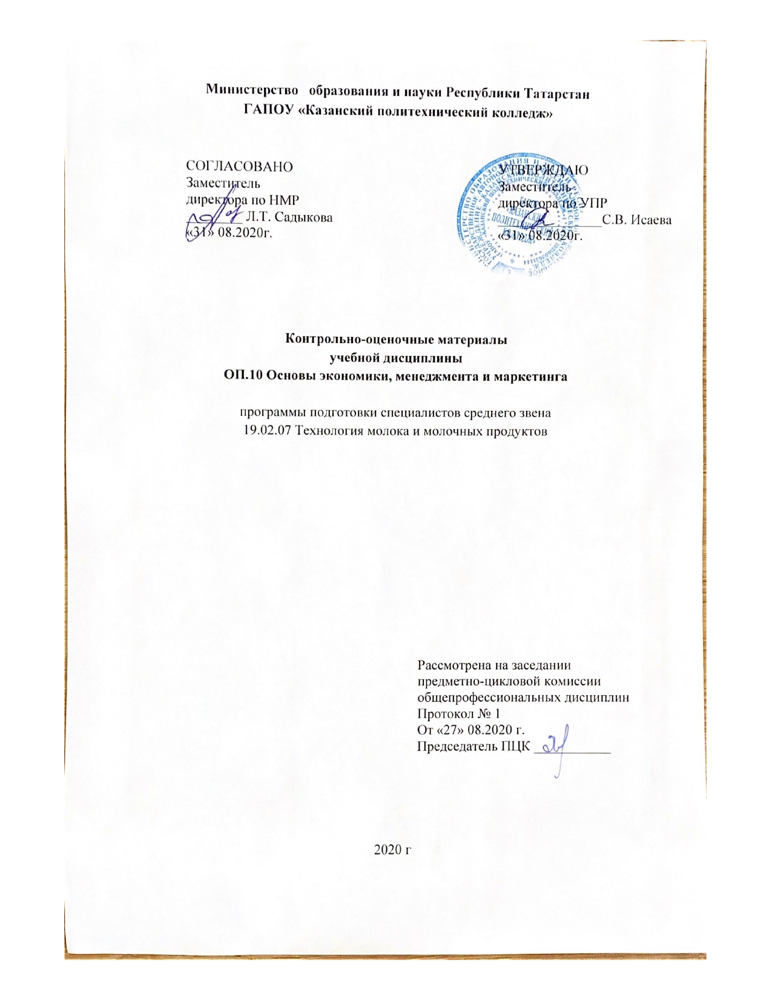 Министерство образования и науки Республики Татарстан
ГАПОУ «Казанский политехнический колледж»
СОГЛАСОВАНО
Заместитель
директора по НМР
Л.Т. Садыкова
«31» 08.2020г.
УТВЕРЖДАЮ
Заместитель
директора по УПР
С.В. Исаева
«31» 08.2020г.
Контрольно-оценочные материалы
учебной дисциплины
ОП.10 Основы экономики, менеджмента и маркетинга
программы подготовки специалистов среднего звена
19.02.07 Технология молока и молочных продуктов
Рассмотрена на заседании
предметно-цикловой комиссии
общепрофессиональных дисциплин
Протокол № 1
От «27» 08.2020 г.
Председатель ПЦК
2020 г